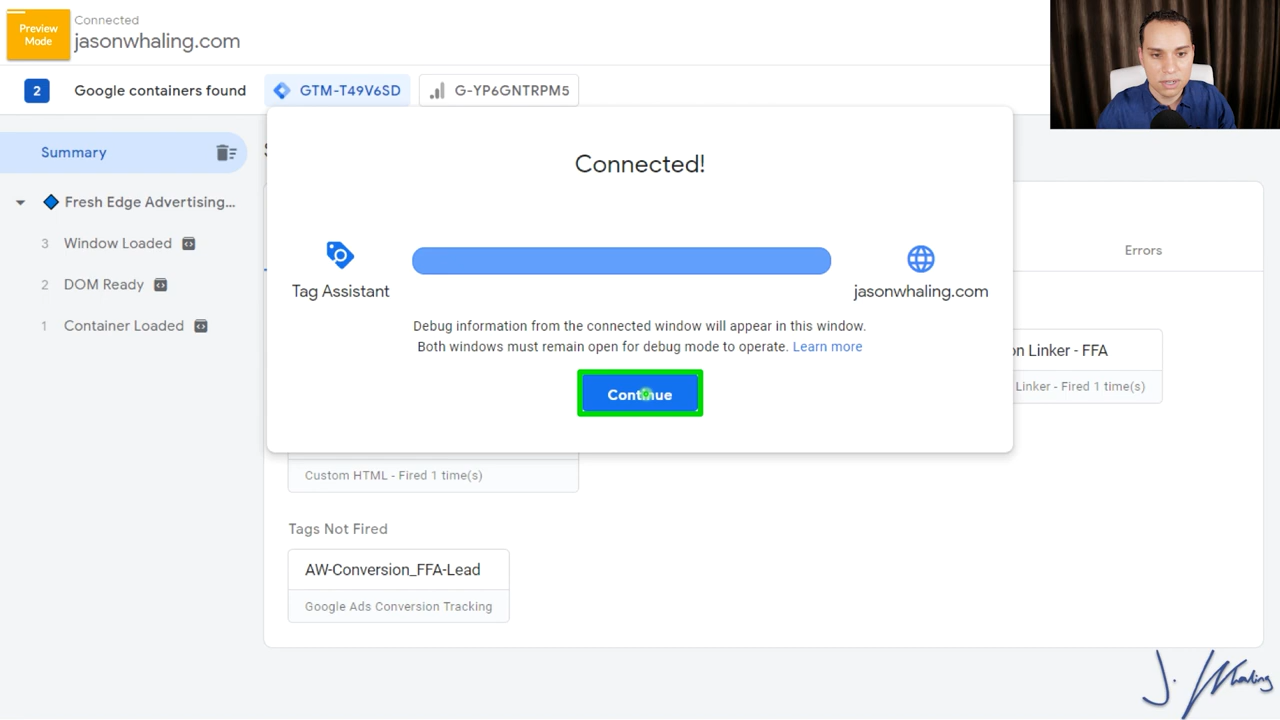 Preview
Mode
Connected
jasonwhaling.com
2
Google containers found
GTM-T49V6SD
G-YP6GNTRPM5
Summary
Fresh Edge Advertising...
3 Window Loaded
2 DOM Ready
1 Container Loaded
Connected!
Tag Assistant
jasonwhaling.com
Debug information from the connected window will appear in this window.
Both windows must remain open for debug mode to operate. Learn more
Continue
Errors
on Linker - FFA
Linker - Fired 1 time(s)
Custom HTML - Fired 1 time(s)
Tags Not Fired
AW-Conversion_FFA-Lead
Google Ads Conversion Tracking
J. Whaling